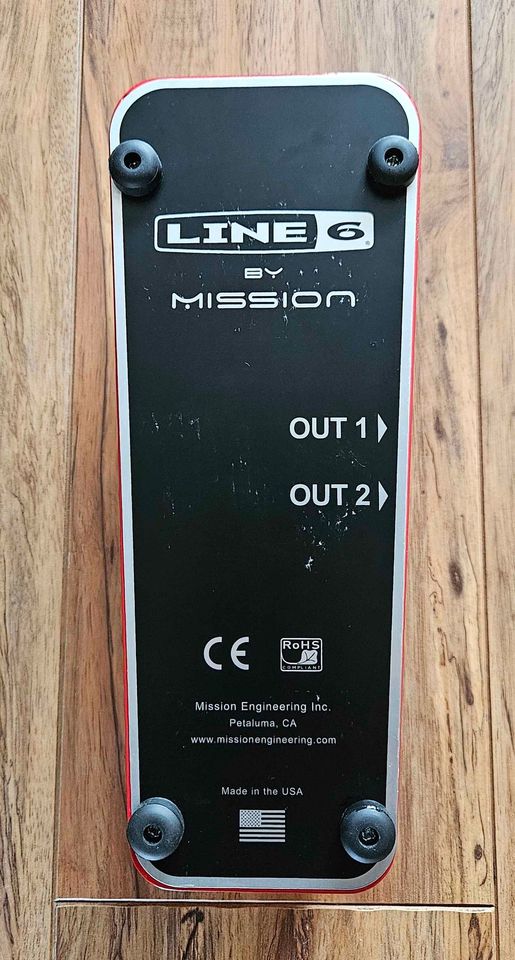 LINE 6
BY
MISSION
OUT 1
OUT 2
CE
RoHS
COMPLIANT
Mission Engineering Inc.
Petaluma, CA
www.missionengineering.com
Made in the USA